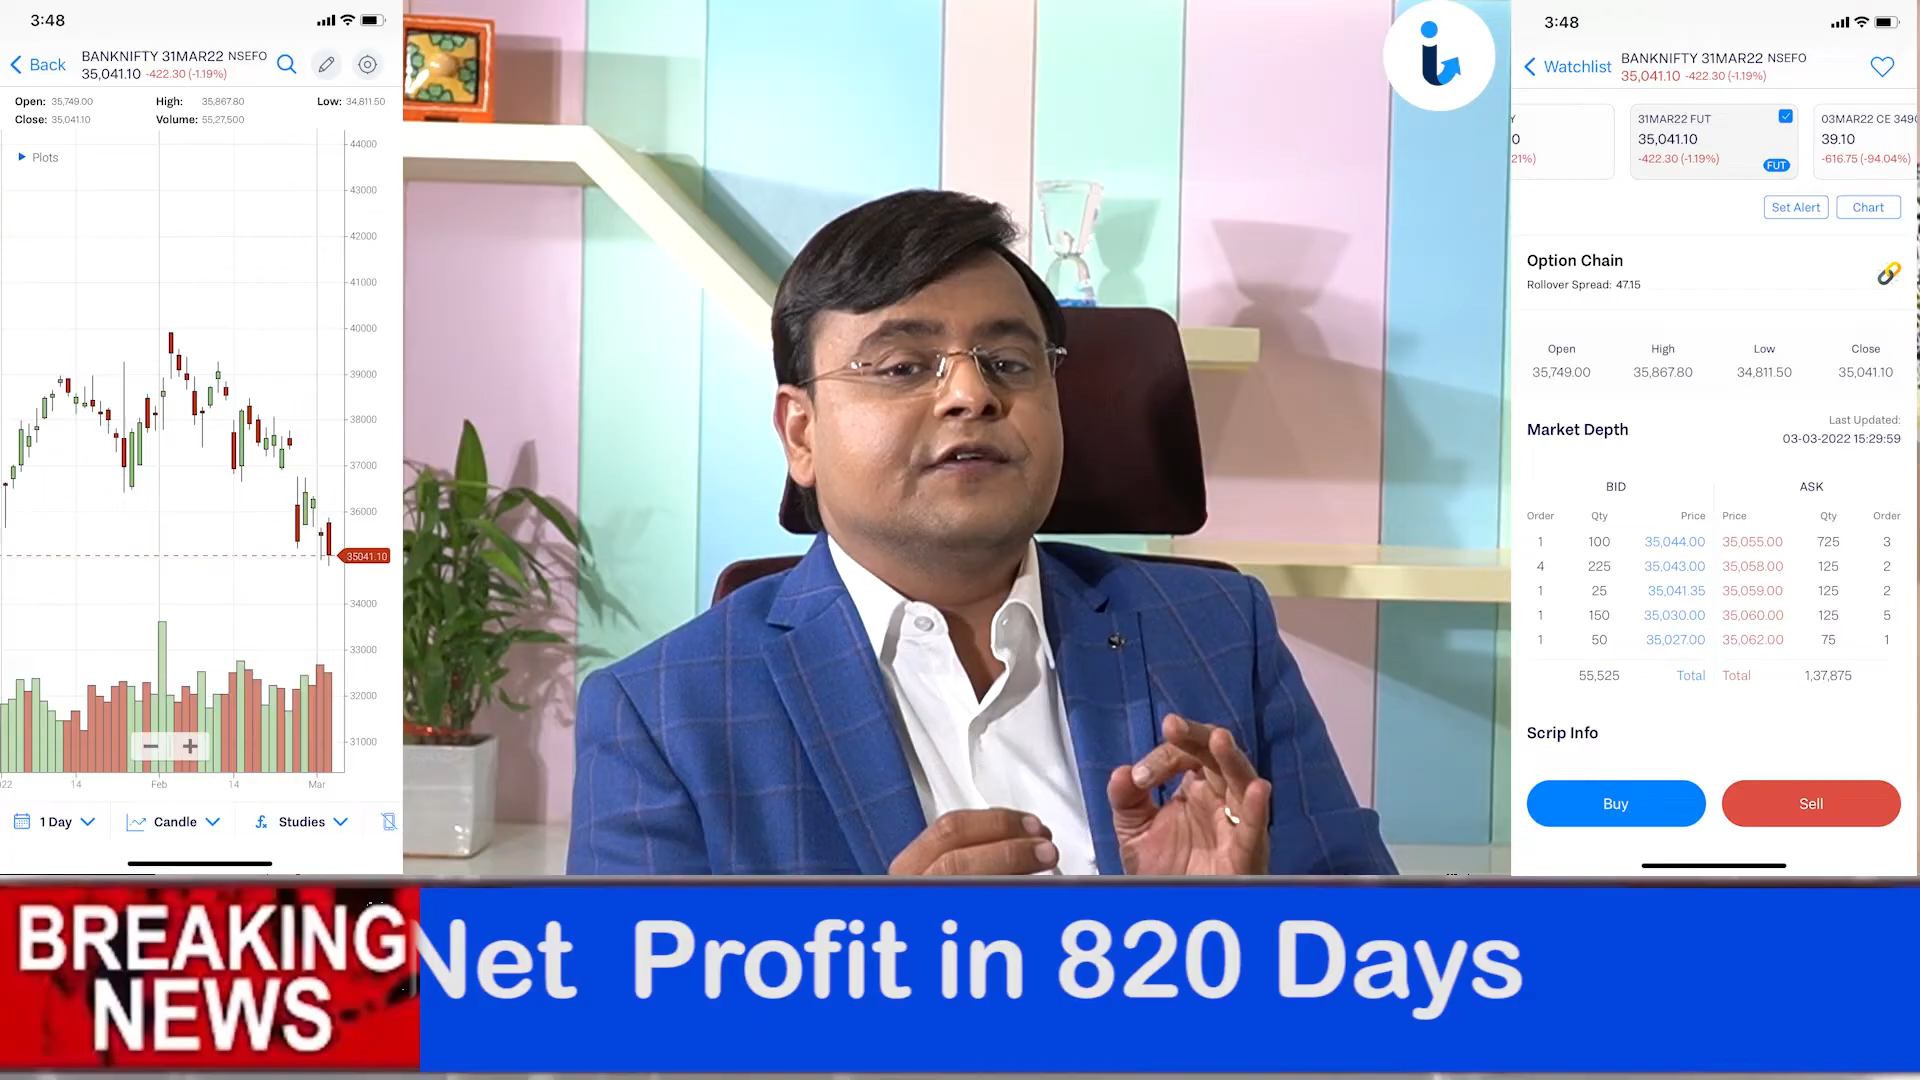 3:48
Back
BANKNIFTY 31MAR22 NSEFO
35,041.10 -422.30 (-1.19%)
Open: 35,749.00 High: 35,867.80 Low: 34,811.50
Close: 35,041.10 Volume: 55,27,500
Plots
44000
43000
42000
41000
40000
39000
38000
37000
36000
35041.10
34000
33000
32000
31000
22 14 Feb 14 Mar
1 Day Candle Studies
3:48
Watchlist
BANKNIFTY 31MAR22 NSEFO
35,041.10 -422.30 (-1.19%)
Y
0
21%)
31MAR22 FUT
35,041.10
-422.30 (-1.19%)
FUT
03MAR22 CE 349
39.10
-616.75 (-94.04%)
Set Alert Chart
Option Chain
Rollover Spread: 47.15
Open High Low Close
35,749.00 35,867.80 34,811.50 35,041.10
Market Depth
Last Updated:
03-03-2022 15:29:59
BID ASK
Order Qty Price Price Qty Order
1 100 35,044.00 35,055.00 725 3
4 225 35,043.00 35,058.00 125 2
1 25 35,041.35 35,059.00 125 2
1 150 35,030.00 35,060.00 125 5
1 50 35,027.00 35,062.00 75 1
55,525 Total Total 1,37,875
Scrip Info
Buy Sell
BREAKING
NEWS
Net Profit in 820 Days